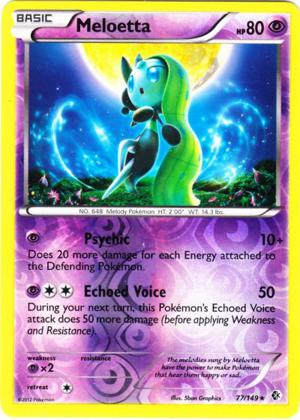 BASIC
Meloetta HP80
NO. 648 Melody Pokémon HT: 2'00" WT: 14.3 lbs.
Psychic 10+
Does 20 more damage for each Energy attached to
the Defending Pokémon.
Echoed Voice 50
During your next turn, this Pokémon's Echoed Voice
attack does 50 more damage (before applying Weakness
and Resistance).
weakness
×2
resistance
retreat
The melodies sung by Meloetta
have the power to make Pokémon
that hear them happy or sad.
©2012 Pokémon
Illus. 5ban Graphics
77/149★